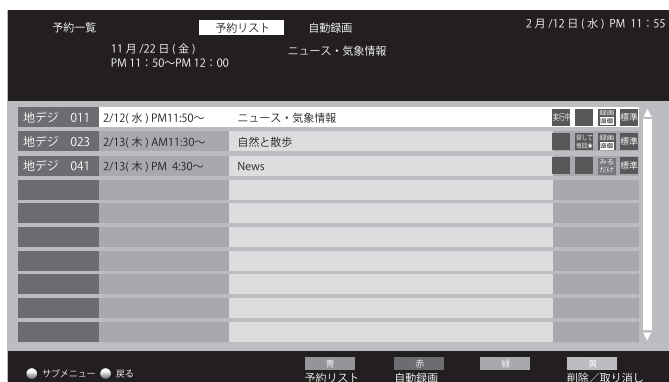 予約一覧 予約リスト 自動録画 2月/12日(水) PM 11:55
11月/22日(金) ニュース・気象情報
PM 11:50～PM 12:00
地デジ 011 2/12(水)PM11:50～ ニュース・気象情報 実行中 録画 標準
地デジ 023 2/13(木)AM11:30～ 自然と散歩 探して毎回★ 録画 標準
地デジ 041 2/13(木)PM 4:30～ News みるだけ 標準
青 赤 緑 黄
サブメニュー 戻る 予約リスト 自動録画 削除/取り消し